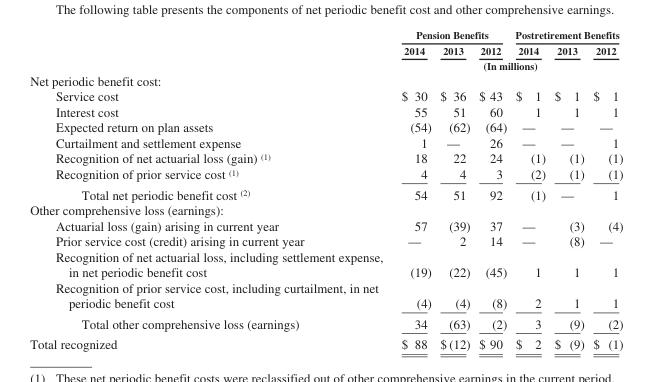 The following table presents the components of net periodic benefit cost and other comprehensive earnings.
Pension Benefits Postretirement Benefits
2014 2013 2012 2014 2013 2012
(In millions)
Net periodic benefit cost:
Service cost $ 30 $ 36 $ 43 $ 1 $ 1 $ 1
Interest cost 55 51 60 1 1 1
Expected return on plan assets (54) (62) (64) — — —
Curtailment and settlement expense 1 — 26 — — 1
Recognition of net actuarial loss (gain) (1) 18 22 24 (1) (1) (1)
Recognition of prior service cost (1) 4 4 3 (2) (1) (1)
Total net periodic benefit cost (2) 54 51 92 (1) — 1
Other comprehensive loss (earnings):
Actuarial loss (gain) arising in current year 57 (39) 37 — (3) (4)
Prior service cost (credit) arising in current year — 2 14 — (8) —
Recognition of net actuarial loss, including settlement expense,
in net periodic benefit cost (19) (22) (45) 1 1 1
Recognition of prior service cost, including curtailment, in net
periodic benefit cost (4) (4) (8) 2 1 1
Total other comprehensive loss (earnings) 34 (63) (2) 3 (9) (2)
Total recognized $ 88 $ (12) $ 90 $ 2 $ (9) $ (1)
(1) These net periodic benefit costs were reclassified out of other comprehensive earnings in the current period.